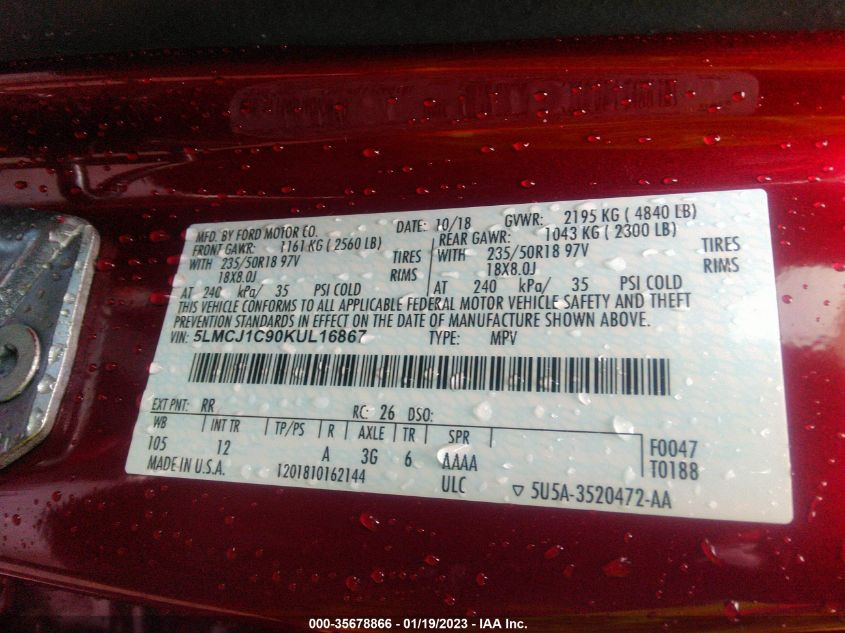 MFD. BY FORD MOTOR CO. DATE: 10/18 GVWR: 2195 KG ( 4840 LB)
FRONT GAWR: 1161 KG ( 2560 LB) REAR GAWR: 1043 KG ( 2300 LB)
WITH 235/50R18 97V TIRES WITH 235/50R18 97V TIRES
18X8.0J RIMS 18X8.0J RIMS
AT 240 kPa/ 35 PSI COLD AT 240 kPa/ 35 PSI COLD
THIS VEHICLE CONFORMS TO ALL APPLICABLE FEDERAL MOTOR VEHICLE SAFETY AND THEFT
PREVENTION STANDARDS IN EFFECT ON THE DATE OF MANUFACTURE SHOWN ABOVE.
VIN: 5LMCJ1C90KUL16867 TYPE: MPV
EXT PNT: RR RC: 26 DSO:
WB INT TR TP/PS R AXLE TR SPR
105 12 A 3G 6 AAAA
F0047
T0188
MADE IN U.S.A. 1201810162144 ULC ▽ 5U5A-3520472-AA
000-35678866 - 01/19/2023 - IAA Inc.